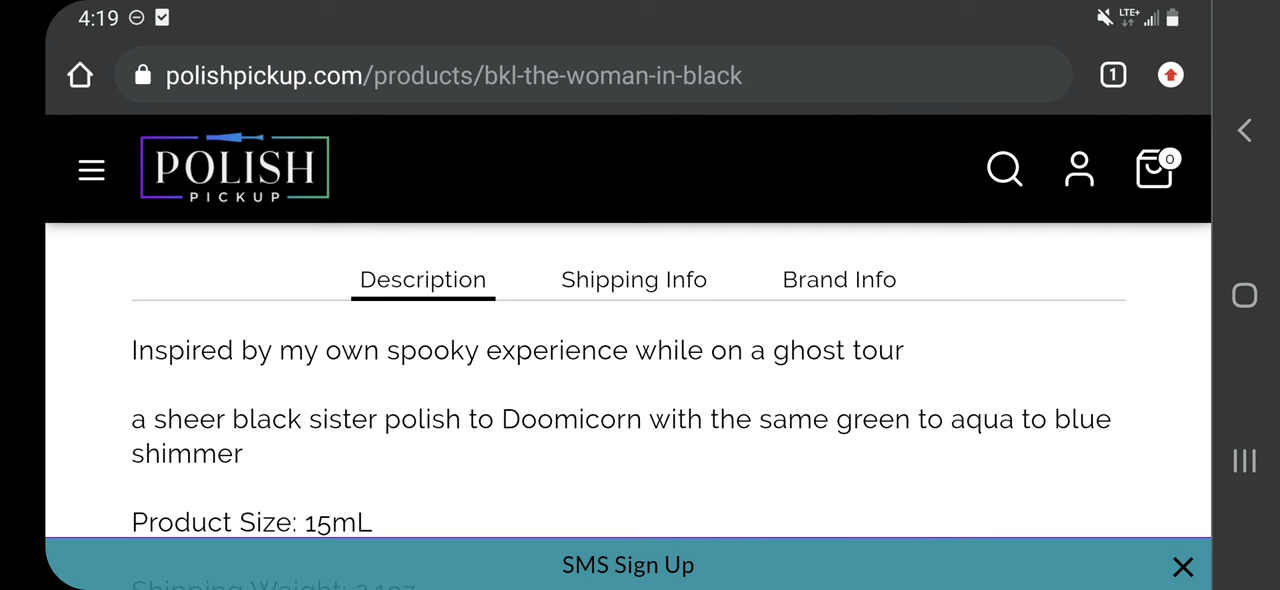 4:19
LTE+
polishpickup.com/products/bkl-the-woman-in-black
1
POLISH
PICKUP
0
Description Shipping Info Brand Info
Inspired by my own spooky experience while on a ghost tour
a sheer black sister polish to Doomicorn with the same green to aqua to blue
shimmer
Product Size: 15mL
SMS Sign Up
Shipping Weight: